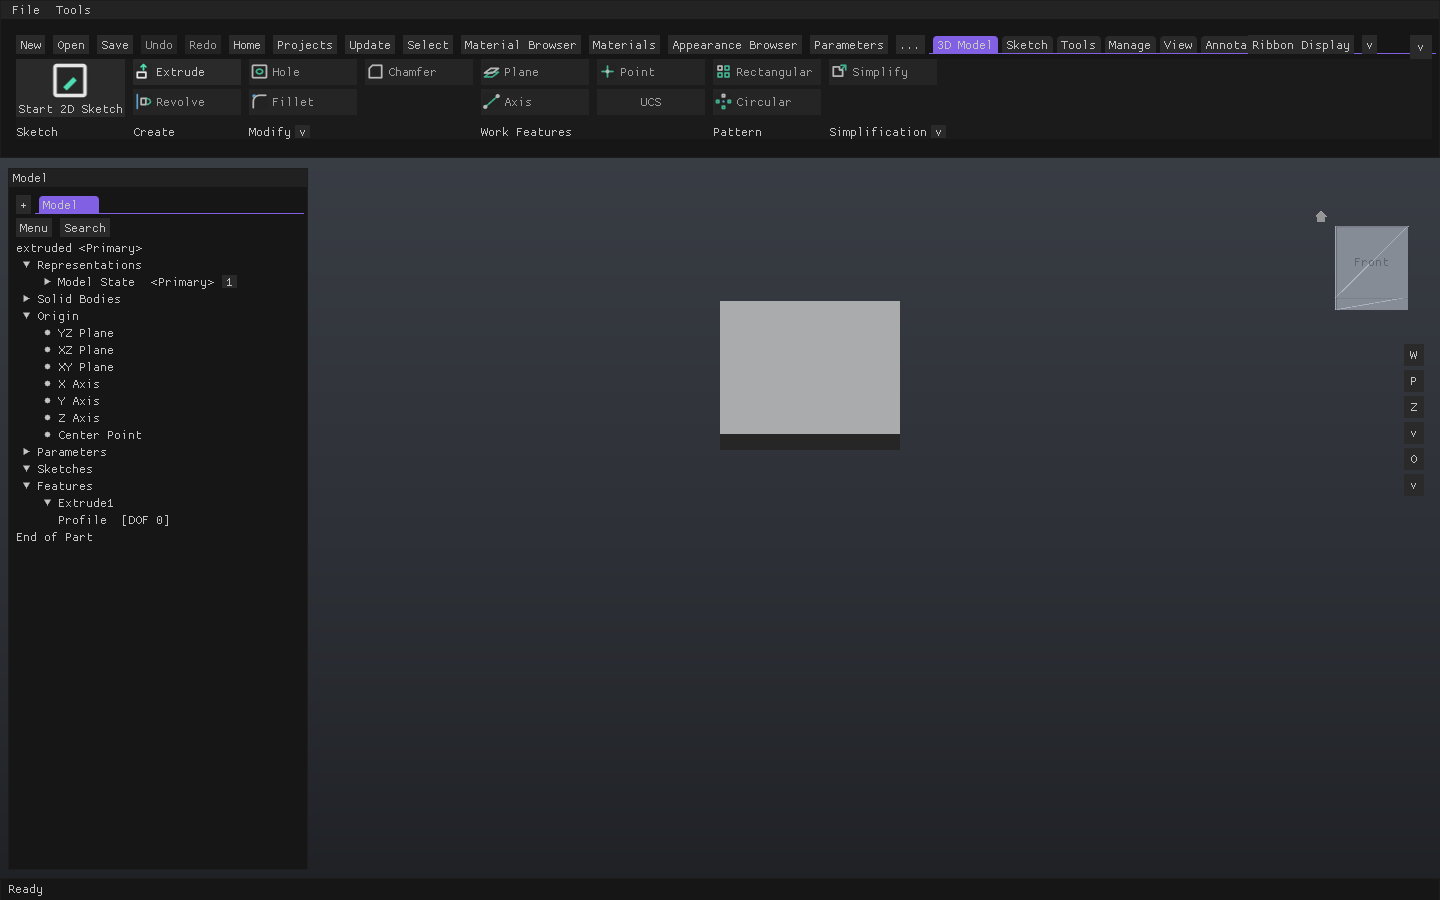 File Tools
New Open Save Undo Redo Home Projects Update Select Material Browser Materials Appearance Browser Parameters ... 3D Model Sketch Tools Manage View Annota Ribbon Display v v
Extrude Hole Chamfer Plane Point Rectangular Simplify
Start 2D Sketch Revolve Fillet Axis UCS Circular
Sketch Create Modify v Work Features Pattern Simplification v
Model
+ Model
Menu Search
extruded <Primary>
Representations
Model State <Primary> 1
Solid Bodies
Origin
YZ Plane
XZ Plane
XY Plane
X Axis
Y Axis
Z Axis
Center Point
Parameters
Sketches
Features
Extrude1
Profile [DOF 0]
End of Part
Front
W
P
Z
v
O
v
Ready